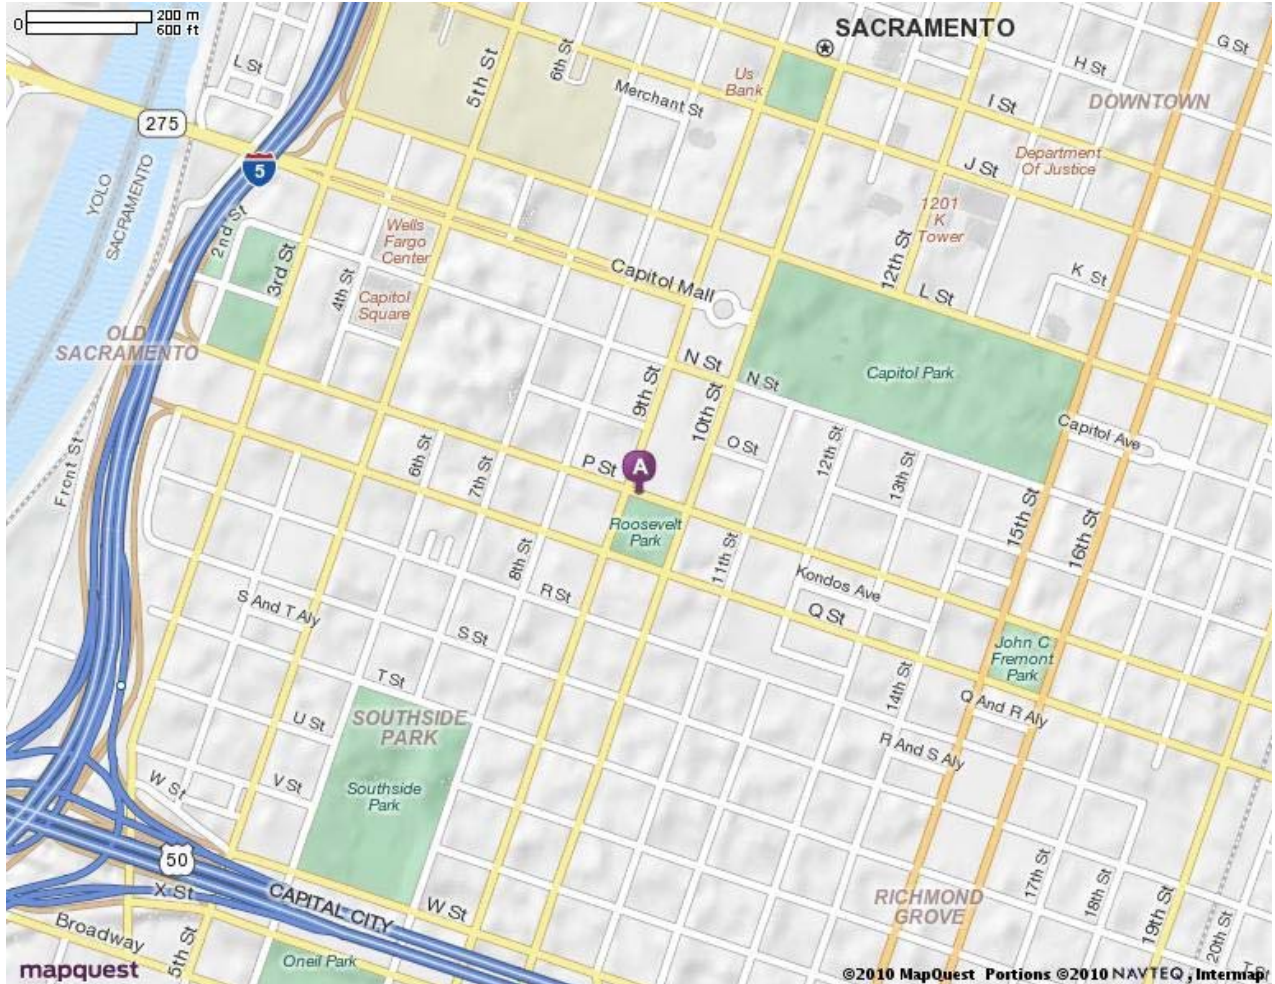 0
200 m
600 ft
SACRAMENTO
G St
L St
5th St
6th St
H St
Us
Bank
Merchant St
I St
DOWNTOWN
275
5
J St
Department
Of Justice
YOLO
SACRAMENTO
1201
K
Tower
2nd St
Wells
Fargo
Center
3rd St
4th St
Capitol
Square
Capitol Mall
12th St
L St
K St
OLD
SACRAMENTO
N St
N St
Capitol Park
9th St
10th St
Capitol Ave
O St
6th St
7th St
P St
A
12th St
13th St
Front St
Roosevelt
Park
15th St
16th St
8th St
11th St
Kondos Ave
R St
S And T Aly
Q St
S St
John C
Fremont
Park
T St
14th St
Q And R Aly
U St
SOUTHSIDE
PARK
R And S Aly
V St
W St
Southside
Park
50
X St
CAPITAL CITY
W St
17th St
18th St
19th St
20th St
RICHMOND
GROVE
Broadway
5th St
Oneil Park
mapquest
©2010 MapQuest Portions ©2010 NAVTEQ, Intermap